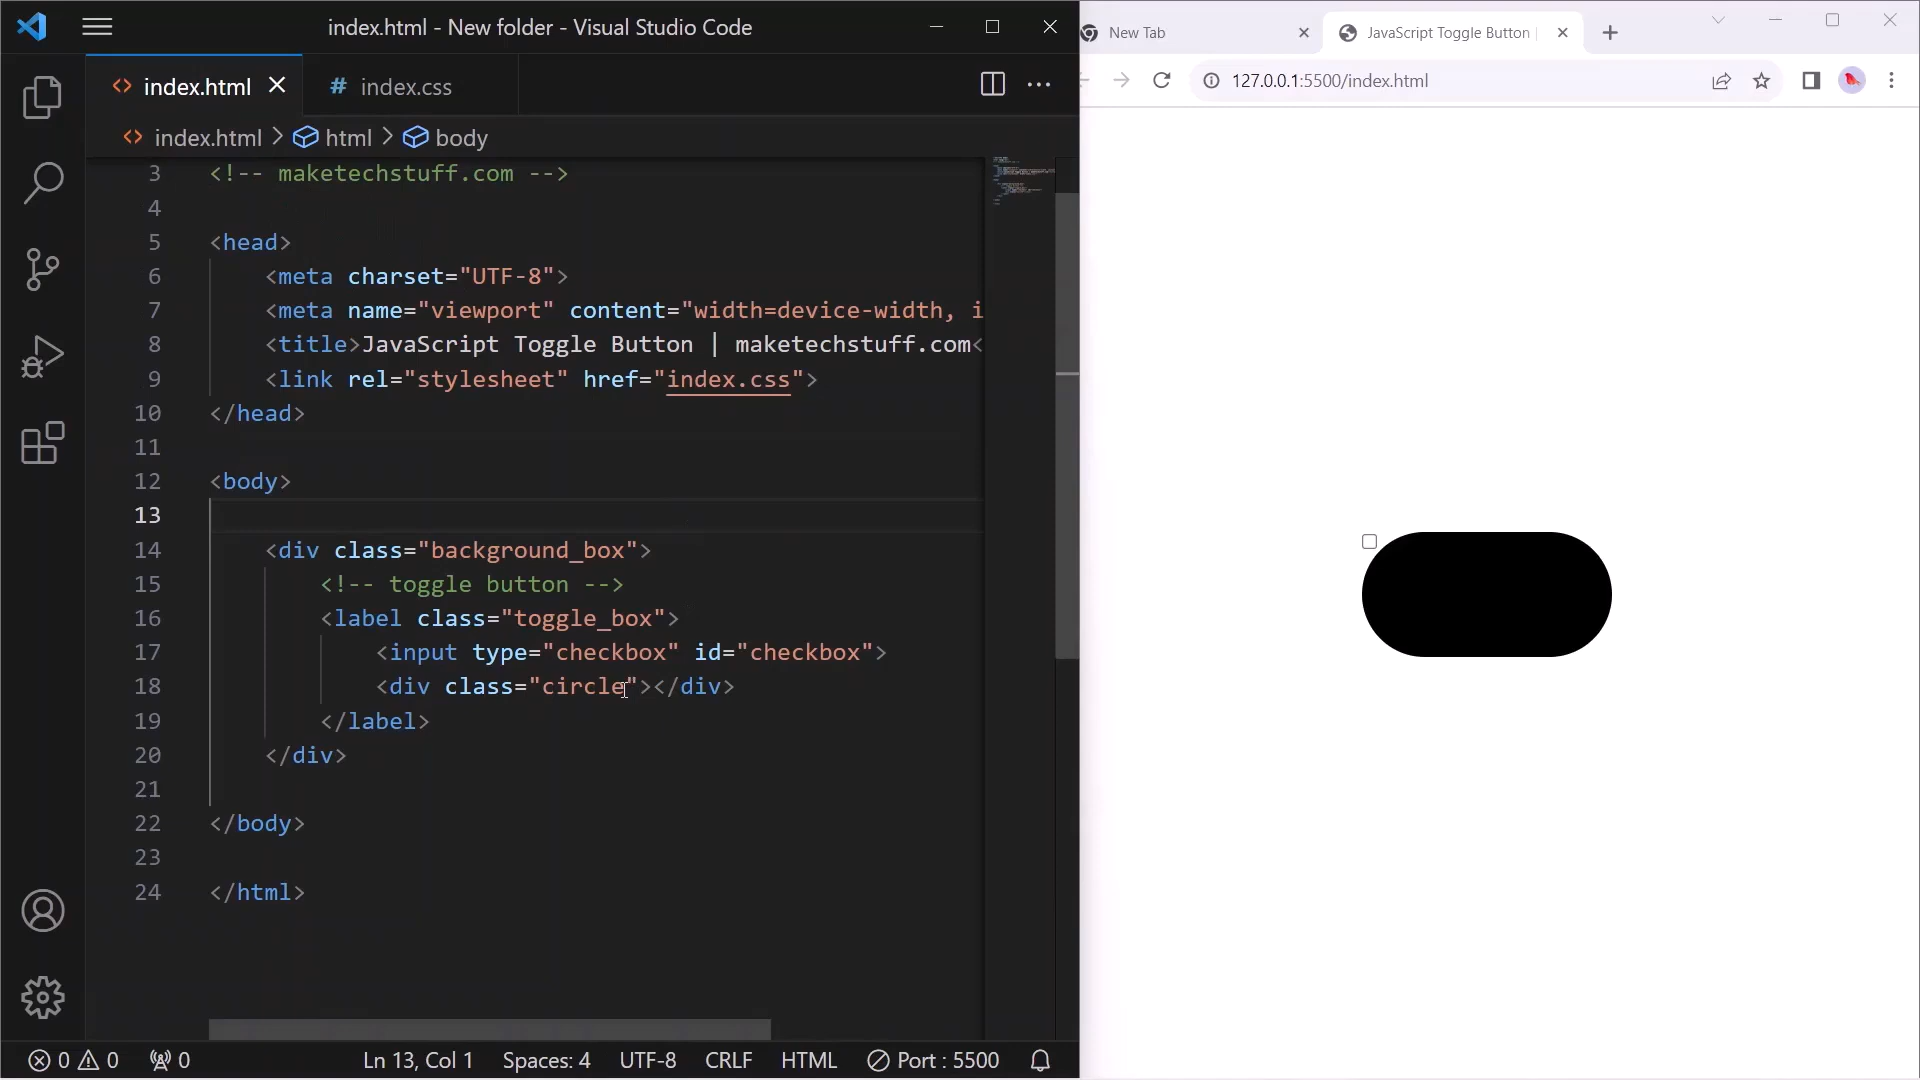 index.html - New folder - Visual Studio Code
index.html
# index.css
index.html > html > body
3 <!-- maketechstuff.com -->
4
5 <head>
6 <meta charset="UTF-8">
7 <meta name="viewport" content="width=device-width, i
8 <title>JavaScript Toggle Button | maketechstuff.com<
9 <link rel="stylesheet" href="index.css">
10 </head>
11
12 <body>
13
14 <div class="background_box">
15 <!-- toggle button -->
16 <label class="toggle_box">
17 <input type="checkbox" id="checkbox">
18 <div class="circle"></div>
19 </label>
20 </div>
21
22 </body>
23
24 </html>
0 0 0 Ln 13, Col 1 Spaces: 4 UTF-8 CRLF HTML Port : 5500
New Tab
JavaScript Toggle Button |
127.0.0.1:5500/index.html